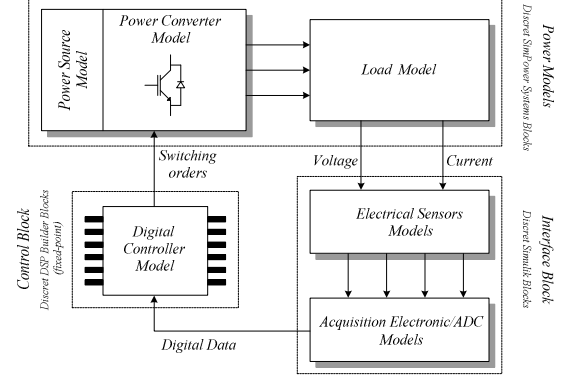 Power Source
Model
Power Converter
Model
Load Model
Power Models
Discret SimPower Systems Blocks
Switching
orders
Voltage
Current
Control Block
Discret DSP Builder Blocks
(fixed-point)
Digital
Controller
Model
Electrical Sensors
Models
Interface Block
Discret Simulik Blocks
Acquisition Electronic/ADC
Models
Digital Data